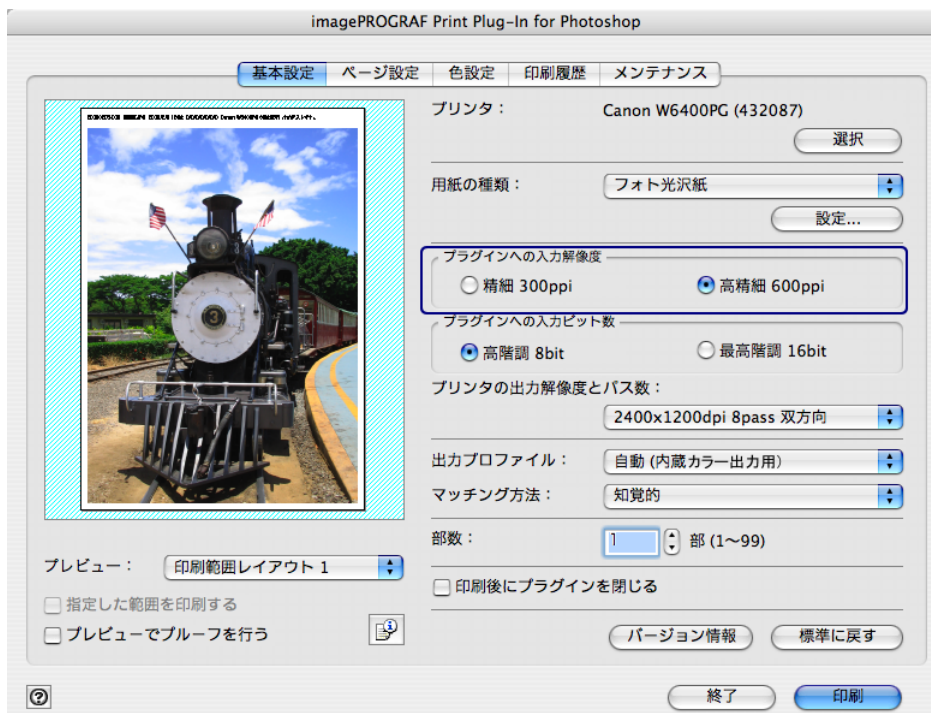 imagePROGRAF Print Plug-In for Photoshop
基本設定 ページ設定 色設定 印刷履歴 メンテナンス
プリンタ： Canon W6400PG (432087)
選択
用紙の種類： フォト光沢紙
設定...
プラグインへの入力解像度
精細 300ppi 高精細 600ppi
プラグインへの入力ビット数
高階調 8bit 最高階調 16bit
プリンタの出力解像度とパス数：
2400x1200dpi 8pass 双方向
出力プロファイル： 自動 (内蔵カラー出力用)
マッチング方法： 知覚的
部数： 1 部 (1〜99)
印刷後にプラグインを閉じる
バージョン情報 標準に戻す
3
プレビュー： 印刷範囲レイアウト 1
指定した範囲を印刷する
プレビューでプルーフを行う
?
終了 印刷